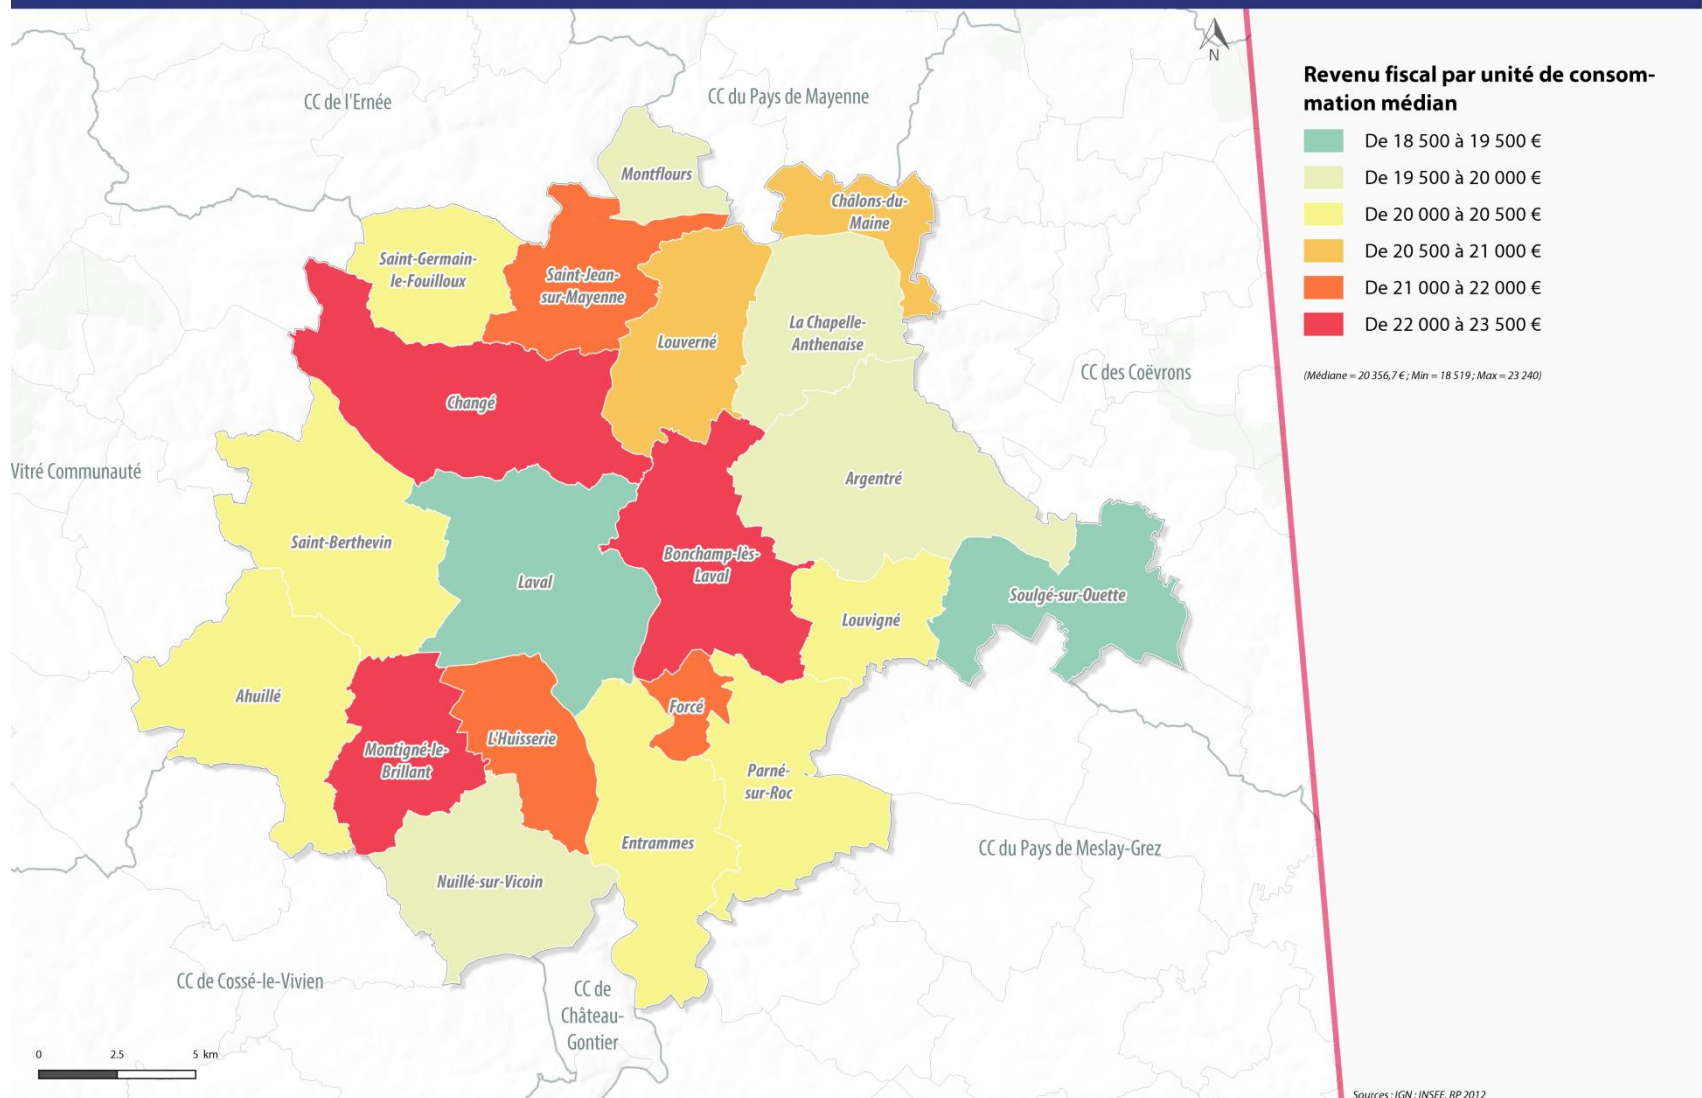 N
CC de l'Ernée
CC du Pays de Mayenne
Montflours
Châlons-du-
Maine
Saint-Germain-
le-Fouilloux
Saint-Jean-
sur-Mayenne
La Chapelle-
Anthenaise
Louverné
CC des Coëvrons
Changé
Vitré Communauté
Argentré
Saint-Berthevin
Bonchamp-lès-
Laval
Laval
Soulgé-sur-Ouette
Louvigné
Ahuillé
Forcé
L'Huisserie
Montigné-le-
Brillant
Parné-
sur-Roc
Entrammes
CC du Pays de Meslay-Grez
Nuillé-sur-Vicoin
CC de Cossé-le-Vivien
CC de
Château-
Gontier
0 2.5 5 km
Revenu fiscal par unité de consom-
mation médian
De 18 500 à 19 500 €
De 19 500 à 20 000 €
De 20 000 à 20 500 €
De 20 500 à 21 000 €
De 21 000 à 22 000 €
De 22 000 à 23 500 €
(Médiane = 20 356,7 € ; Min = 18 519 ; Max = 23 240)
Sources : IGN ; INSEE, RP 2012